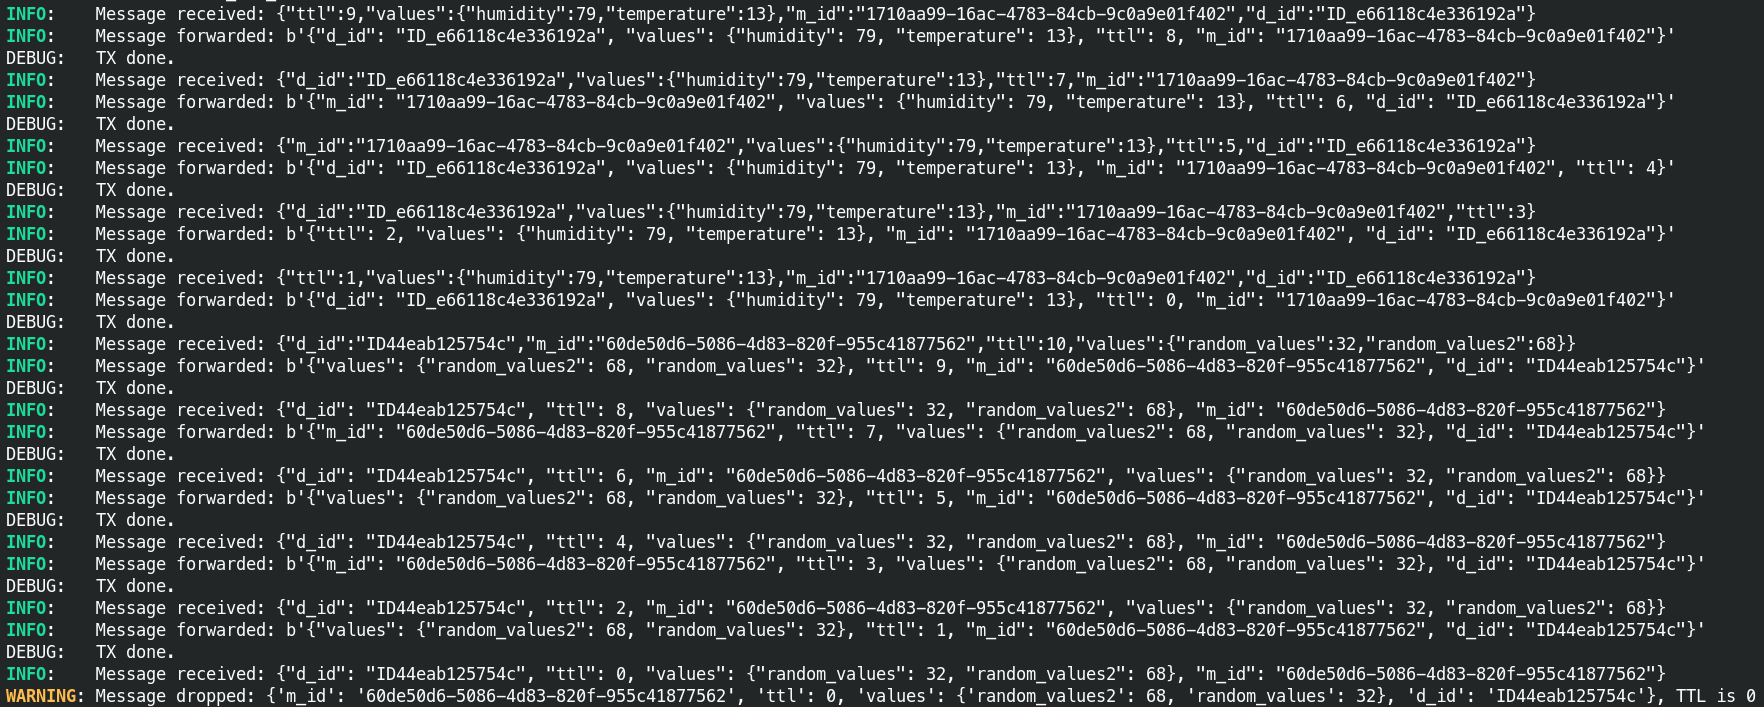 INFO:    Message received: {"ttl":9,"values":{"humidity":79,"temperature":13},"m_id":"1710aa99-16ac-4783-84cb-9c0a9e01f402","d_id":"ID_e66118c4e336192a"}
INFO:    Message forwarded: b'{"d_id": "ID_e66118c4e336192a", "values": {"humidity": 79, "temperature": 13}, "ttl": 8, "m_id": "1710aa99-16ac-4783-84cb-9c0a9e01f402"}'
DEBUG:   TX done.
INFO:    Message received: {"d_id":"ID_e66118c4e336192a","values":{"humidity":79,"temperature":13},"ttl":7,"m_id":"1710aa99-16ac-4783-84cb-9c0a9e01f402"}
INFO:    Message forwarded: b'{"m_id": "1710aa99-16ac-4783-84cb-9c0a9e01f402", "values": {"humidity": 79, "temperature": 13}, "ttl": 6, "d_id": "ID_e66118c4e336192a"}'
DEBUG:   TX done.
INFO:    Message received: {"m_id":"1710aa99-16ac-4783-84cb-9c0a9e01f402","values":{"humidity":79,"temperature":13},"ttl":5,"d_id":"ID_e66118c4e336192a"}
INFO:    Message forwarded: b'{"d_id": "ID_e66118c4e336192a", "values": {"humidity": 79, "temperature": 13}, "m_id": "1710aa99-16ac-4783-84cb-9c0a9e01f402", "ttl": 4}'
DEBUG:   TX done.
INFO:    Message received: {"d_id":"ID_e66118c4e336192a","values":{"humidity":79,"temperature":13},"m_id":"1710aa99-16ac-4783-84cb-9c0a9e01f402","ttl":3}
INFO:    Message forwarded: b'{"ttl": 2, "values": {"humidity": 79, "temperature": 13}, "m_id": "1710aa99-16ac-4783-84cb-9c0a9e01f402", "d_id": "ID_e66118c4e336192a"}'
DEBUG:   TX done.
INFO:    Message received: {"ttl":1,"values":{"humidity":79,"temperature":13},"m_id":"1710aa99-16ac-4783-84cb-9c0a9e01f402","d_id":"ID_e66118c4e336192a"}
INFO:    Message forwarded: b'{"d_id": "ID_e66118c4e336192a", "values": {"humidity": 79, "temperature": 13}, "ttl": 0, "m_id": "1710aa99-16ac-4783-84cb-9c0a9e01f402"}'
DEBUG:   TX done.
INFO:    Message received: {"d_id":"ID44eab125754c","m_id":"60de50d6-5086-4d83-820f-955c41877562","ttl":10,"values":{"random_values":32,"random_values2":68}}
INFO:    Message forwarded: b'{"values": {"random_values2": 68, "random_values": 32}, "ttl": 9, "m_id": "60de50d6-5086-4d83-820f-955c41877562", "d_id": "ID44eab125754c"}'
DEBUG:   TX done.
INFO:    Message received: {"d_id": "ID44eab125754c", "ttl": 8, "values": {"random_values": 32, "random_values2": 68}, "m_id": "60de50d6-5086-4d83-820f-955c41877562"}
INFO:    Message forwarded: b'{"m_id": "60de50d6-5086-4d83-820f-955c41877562", "ttl": 7, "values": {"random_values2": 68, "random_values": 32}, "d_id": "ID44eab125754c"}'
DEBUG:   TX done.
INFO:    Message received: {"d_id": "ID44eab125754c", "ttl": 6, "m_id": "60de50d6-5086-4d83-820f-955c41877562", "values": {"random_values": 32, "random_values2": 68}}
INFO:    Message forwarded: b'{"values": {"random_values2": 68, "random_values": 32}, "ttl": 5, "m_id": "60de50d6-5086-4d83-820f-955c41877562", "d_id": "ID44eab125754c"}'
DEBUG:   TX done.
INFO:    Message received: {"d_id": "ID44eab125754c", "ttl": 4, "values": {"random_values": 32, "random_values2": 68}, "m_id": "60de50d6-5086-4d83-820f-955c41877562"}
INFO:    Message forwarded: b'{"m_id": "60de50d6-5086-4d83-820f-955c41877562", "ttl": 3, "values": {"random_values2": 68, "random_values": 32}, "d_id": "ID44eab125754c"}'
DEBUG:   TX done.
INFO:    Message received: {"d_id": "ID44eab125754c", "ttl": 2, "m_id": "60de50d6-5086-4d83-820f-955c41877562", "values": {"random_values": 32, "random_values2": 68}}
INFO:    Message forwarded: b'{"values": {"random_values2": 68, "random_values": 32}, "ttl": 1, "m_id": "60de50d6-5086-4d83-820f-955c41877562", "d_id": "ID44eab125754c"}'
DEBUG:   TX done.
INFO:    Message received: {"d_id": "ID44eab125754c", "ttl": 0, "values": {"random_values": 32, "random_values2": 68}, "m_id": "60de50d6-5086-4d83-820f-955c41877562"}
WARNING: Message dropped: {'m_id': '60de50d6-5086-4d83-820f-955c41877562', 'ttl': 0, 'values': {'random_values2': 68, 'random_values': 32}, 'd_id': 'ID44eab125754c'}, TTL is 0